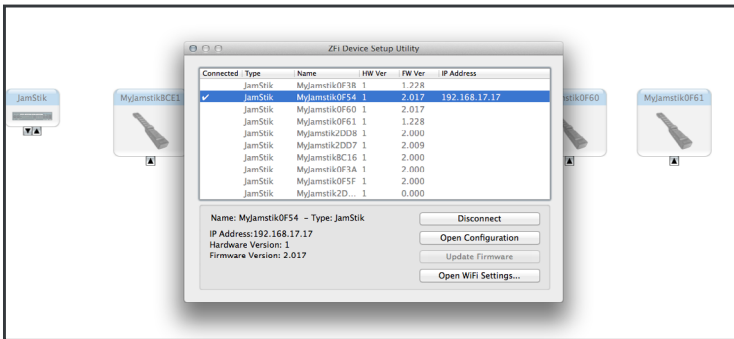 ZFi Device Setup Utility
Connected Type Name HW Ver FW Ver IP Address
JamStik MyJamstik0F3B 1 1.228
JamStik MyJamstik0F54 1 2.017 192.168.17.17
JamStik MyJamstik0F60 1 2.017
JamStik MyJamstik0F61 1 1.228
JamStik MyJamstik2DD8 1 2.000
JamStik MyJamstik2DD7 1 2.009
JamStik MyJamstik8C16 1 2.000
JamStik MyJamstik0F3A 1 2.000
JamStik MyJamstik0F5F 1 2.000
JamStik MyJamstik2D... 1 0.000
JamStik
MyJamstik8CE1
stik0F60
MyJamstik0F61
Name: MyJamstik0F54 – Type: JamStik
IP Address:192.168.17.17
Hardware Version: 1
Firmware Version: 2.017
Disconnect
Open Configuration
Update Firmware
Open WiFi Settings...